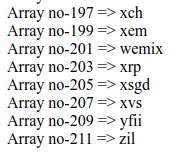 Array no-197 => xch
Array no-199 => xem
Array no-201 => wemix
Array no-203 => xrp
Array no-205 => xsgd
Array no-207 => xvs
Array no-209 => yfii
Array no-211 => zil